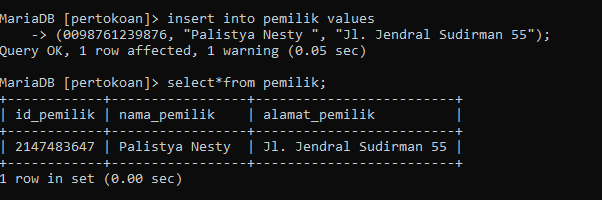 MariaDB [pertokoan]> insert into pemilik values
    -> (0098761239876, "Palistya Nesty ", "Jl. Jendral Sudirman 55");
Query OK, 1 row affected, 1 warning (0.05 sec)
MariaDB [pertokoan]> select*from pemilik;
+------------+-----------------+-------------------------+
| id_pemilik | nama_pemilik    | alamat_pemilik          |
+------------+-----------------+-------------------------+
| 2147483647 | Palistya Nesty  | Jl. Jendral Sudirman 55 |
+------------+-----------------+-------------------------+
1 row in set (0.00 sec)